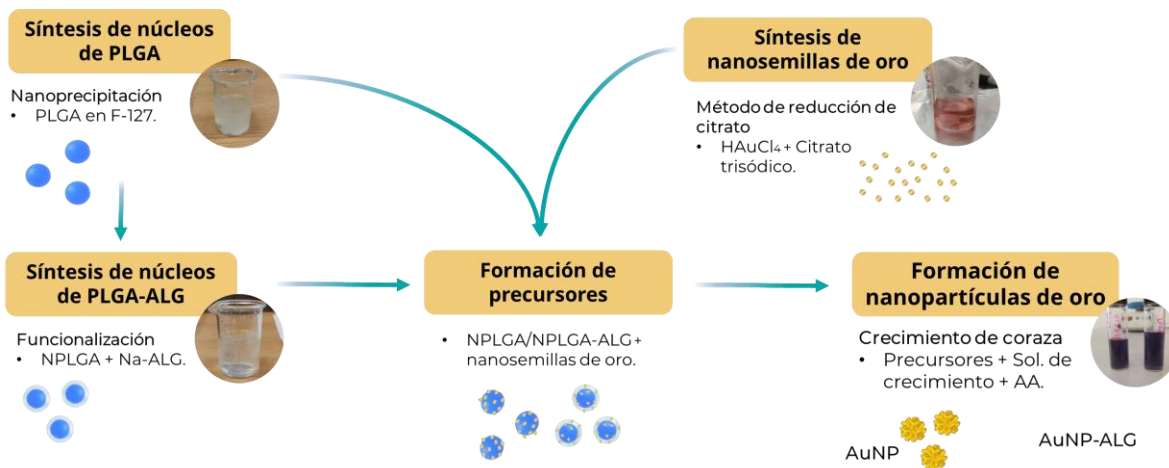 Síntesis de núcleos
de PLGA
Nanoprecipitación
• PLGA en F-127.
Síntesis de
nanosemillas de oro
Método de reducción de
citrato
• HAuCl₄ + Citrato
trisódico.
Síntesis de núcleos
de PLGA-ALG
Funcionalización
• NPLGA + Na-ALG.
Formación de
precursores
• NPLGA/NPLGA-ALG +
nanosemillas de oro.
Formación de
nanopartículas de oro
Crecimiento de coraza
• Precursores + Sol. de
crecimiento + AA.
AuNP
AuNP-ALG